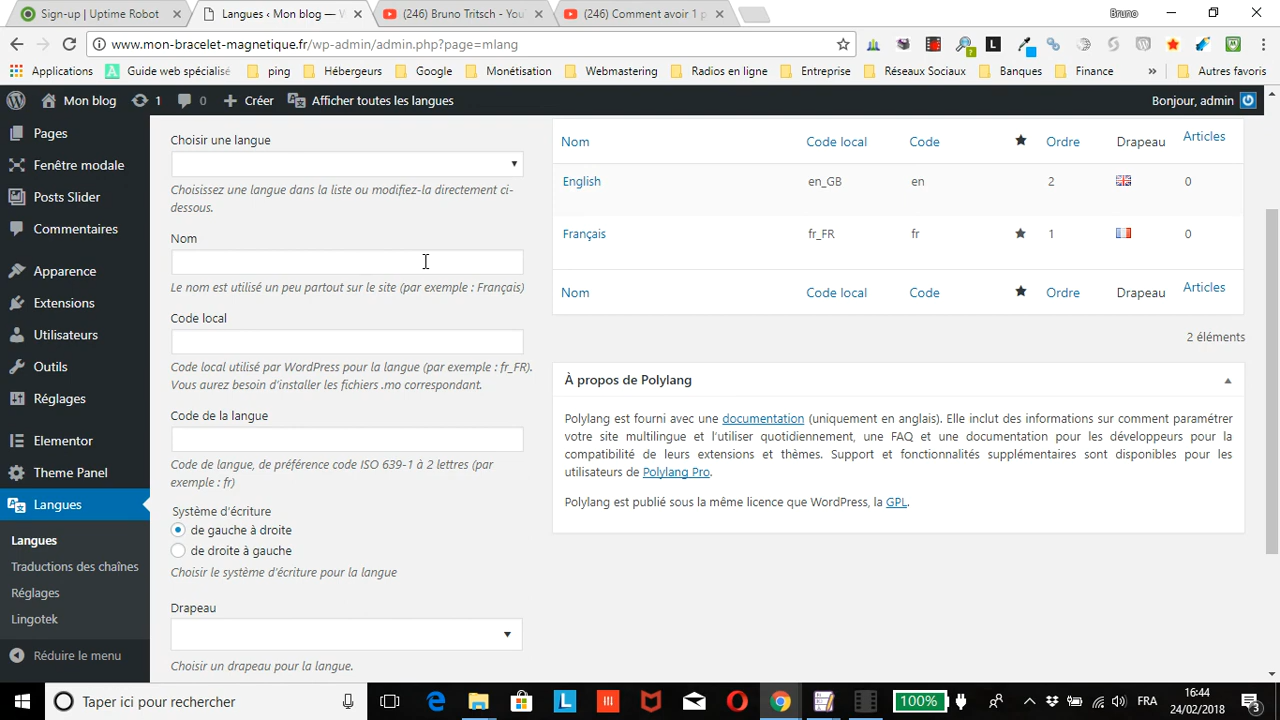 Sign-up | Uptime Robot
Langues ‹ Mon blog — W
(246) Bruno Tritsch - You
(246) Comment avoir 1 p
Bruno
www.mon-bracelet-magnetique.fr/wp-admin/admin.php?page=mlang
Applications
Guide web spécialisé
ping
Hébergeurs
Google
Monétisation
Webmastering
Radios en ligne
Entreprise
Réseaux Sociaux
Banques
Finance
»
Autres favoris
Mon blog
1
0
Créer
Afficher toutes les langues
Bonjour, admin
Pages
Fenêtre modale
Posts Slider
Commentaires
Apparence
Extensions
Utilisateurs
Outils
Réglages
Elementor
Theme Panel
Langues
Langues
Traductions des chaînes
Réglages
Lingotek
Réduire le menu
Choisir une langue
Choisissez une langue dans la liste ou modifiez-la directement ci-
dessous.
Nom
Le nom est utilisé un peu partout sur le site (par exemple : Français)
Code local
Code local utilisé par WordPress pour la langue (par exemple : fr_FR).
Vous aurez besoin d'installer les fichiers .mo correspondant.
Code de la langue
Code de langue, de préférence code ISO 639-1 à 2 lettres (par
exemple : fr)
Système d'écriture
de gauche à droite
de droite à gauche
Choisir le système d'écriture pour la langue
Drapeau
Choisir un drapeau pour la langue.
Nom Code local Code Ordre Drapeau Articles
English en_GB en 2 0
Français fr_FR fr 1 0
Nom Code local Code Ordre Drapeau Articles
2 éléments
À propos de Polylang
Polylang est fourni avec une documentation (uniquement en anglais). Elle inclut des informations sur comment paramétrer
votre site multilingue et l'utiliser quotidiennement, une FAQ et une documentation pour les développeurs pour la
compatibilité de leurs extensions et thèmes. Support et fonctionnalités supplémentaires sont disponibles pour les
utilisateurs de Polylang Pro.
Polylang est publié sous la même licence que WordPress, la GPL.
Taper ici pour rechercher
100%
FRA
16:44
24/02/2018
3